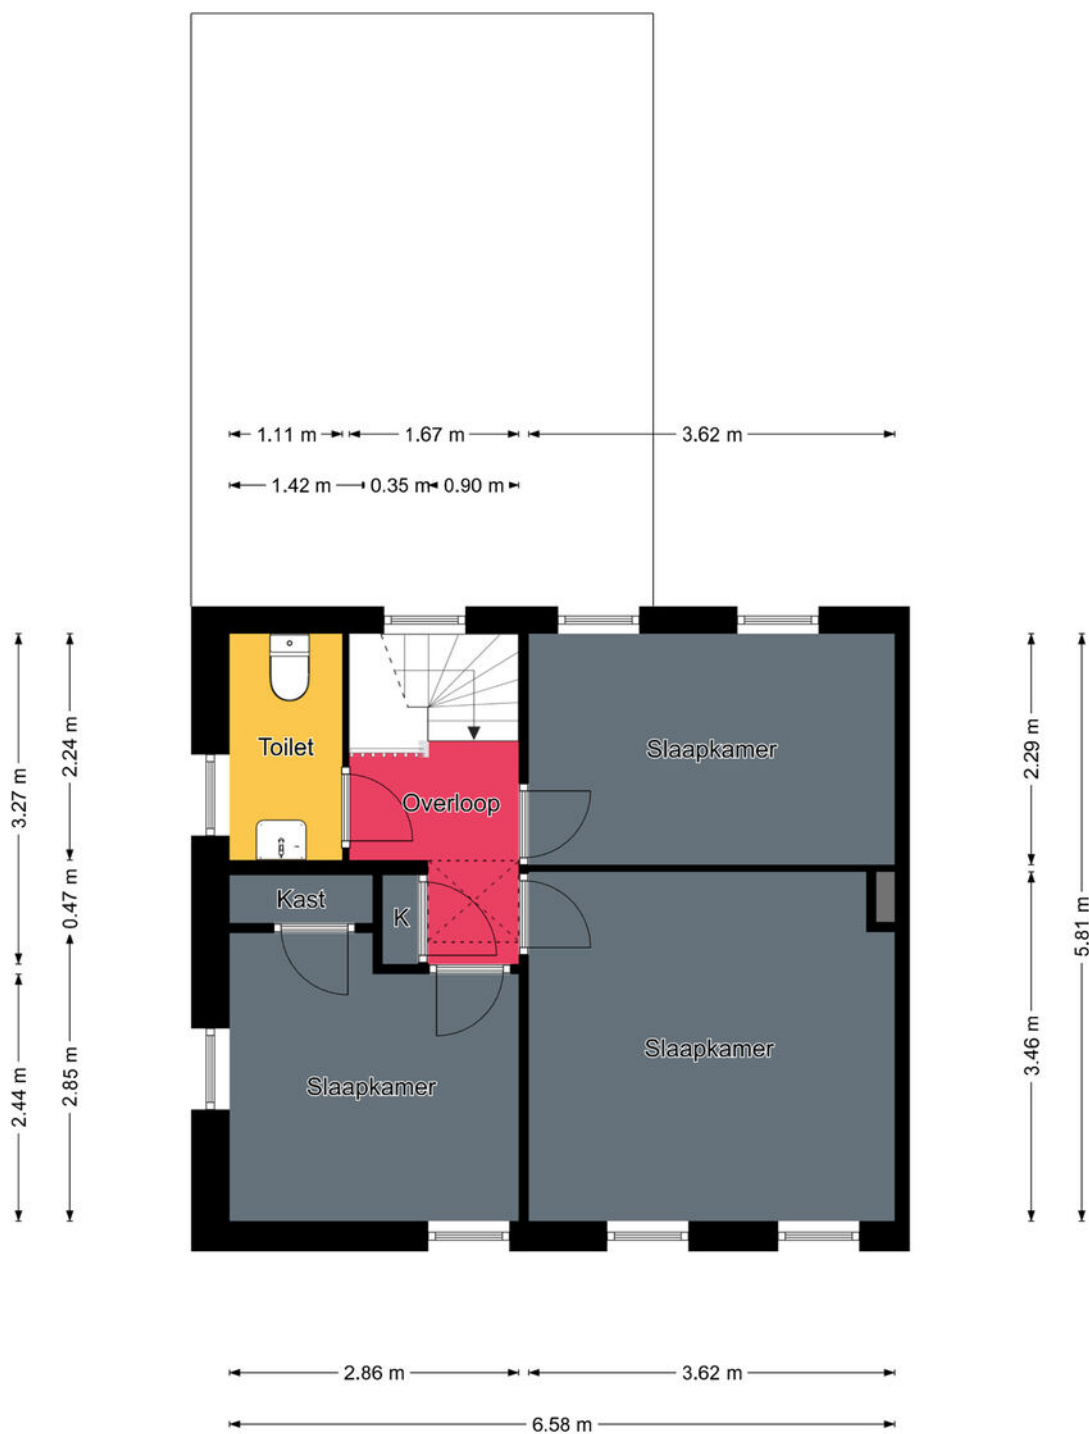 1.11 m
1.67 m
3.62 m
1.42 m
0.35 m
0.90 m
Toilet
Slaapkamer
Overloop
Kast
K
Slaapkamer
Slaapkamer
3.27 m
2.44 m
2.24 m
0.47 m
2.85 m
2.29 m
3.46 m
5.81 m
2.86 m
3.62 m
6.58 m